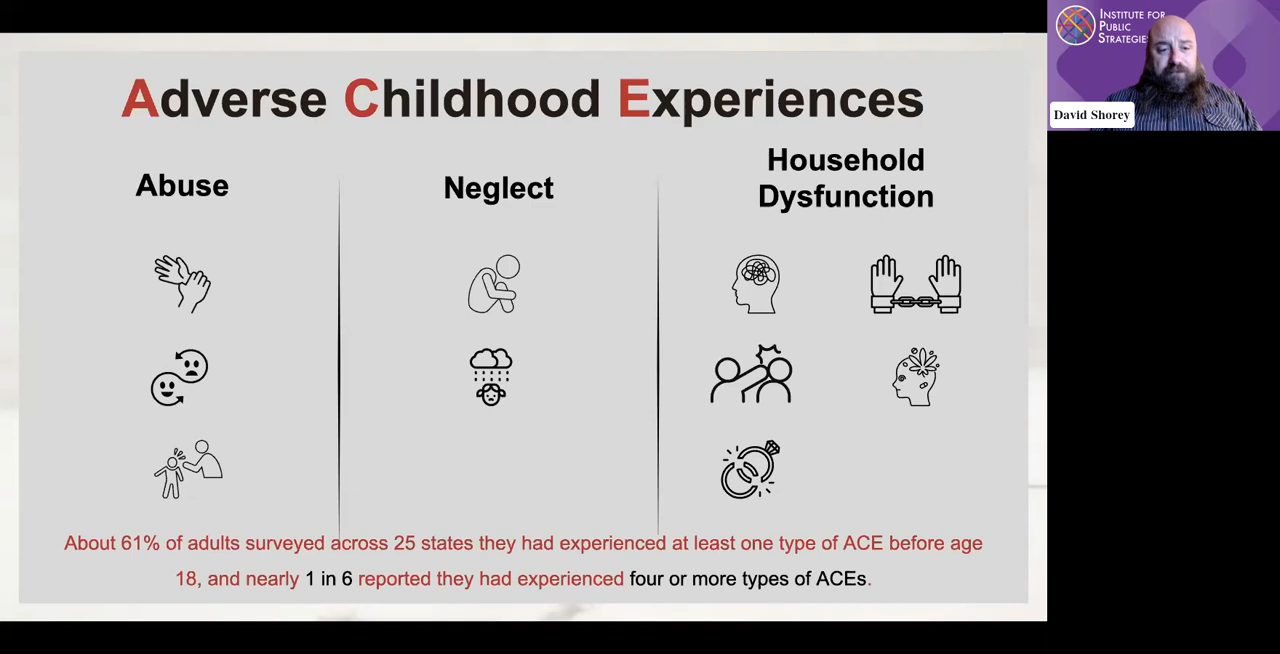 Adverse Childhood Experiences
Abuse
Neglect
Household
Dysfunction
About 61% of adults surveyed across 25 states they had experienced at least one type of ACE before age
18, and nearly 1 in 6 reported they had experienced four or more types of ACEs.
INSTITUTE FOR
PUBLIC
STRATEGIE
David Shorey